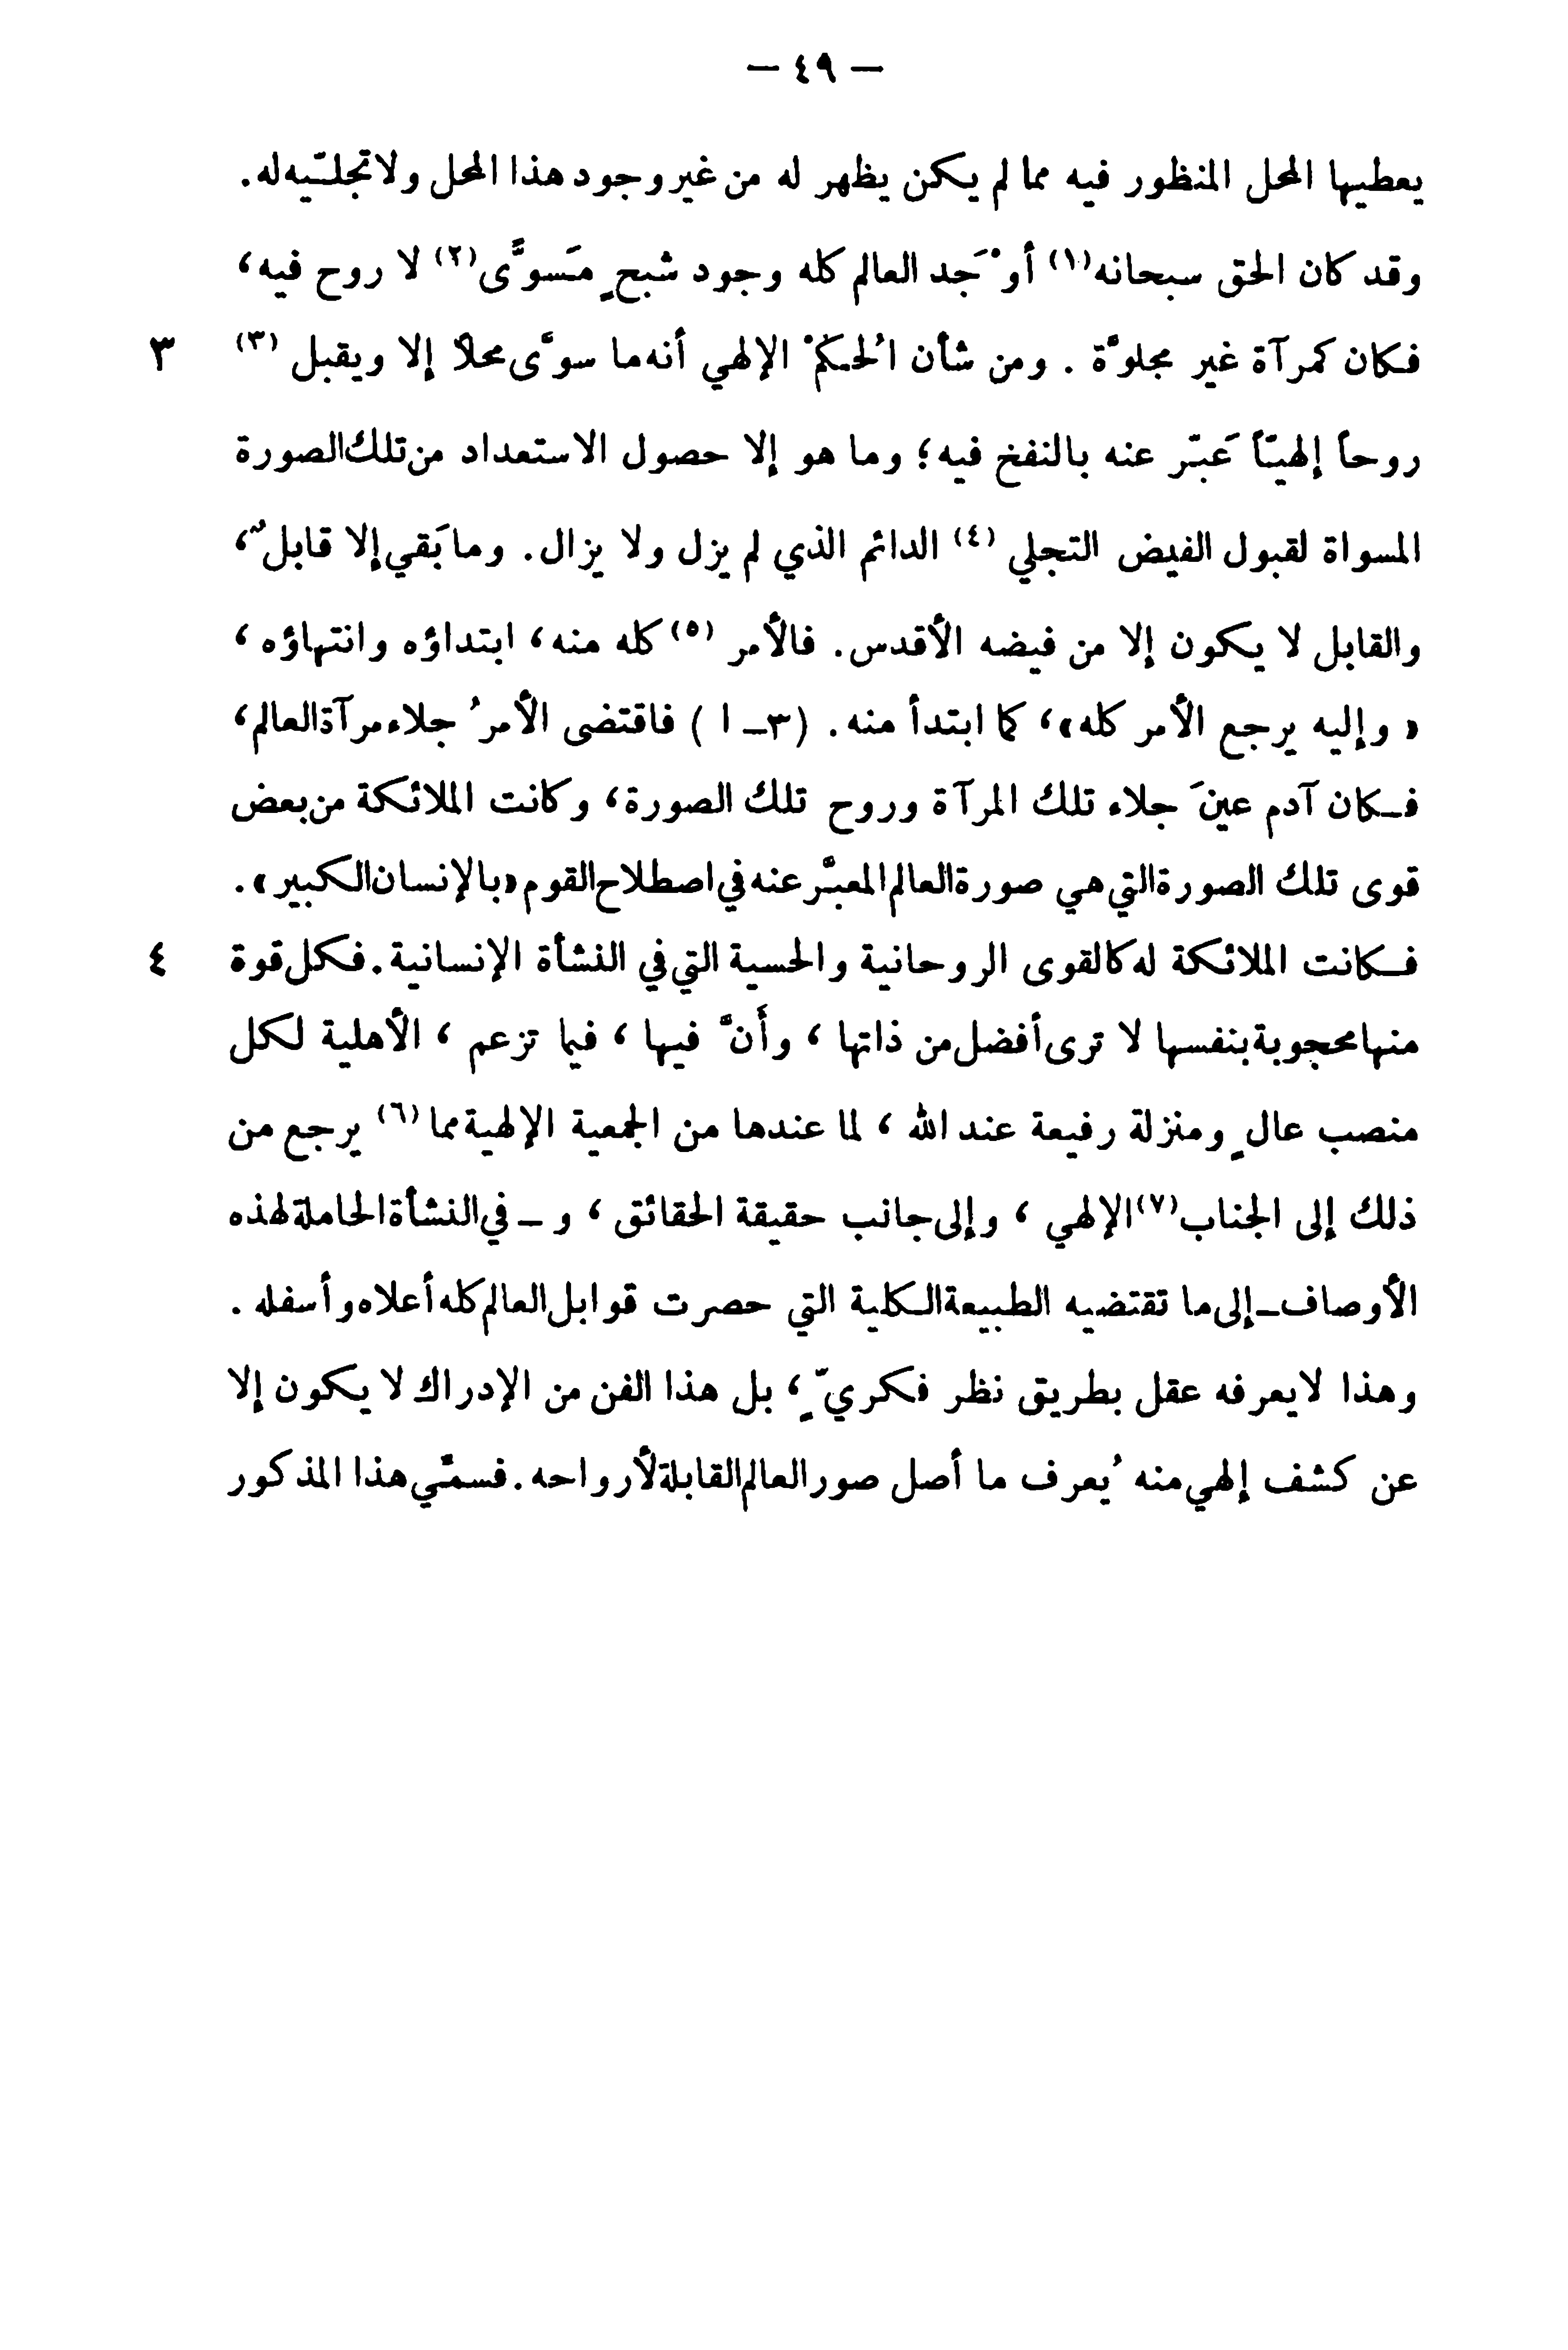 — ٤٩ —
يعطيها المحل المنظور فيه مما لم يكن يظهر له من غير وجود هذا المحل ولا تجلِّيه له.
وقد كان الحق سبحانه(١) أوْجَد العالم كله وجود شبحٍ مَسوًّى(٢) لا روح فيه،
فكان كمرآة غير مجلوَّة . ومن شأن الحُكْم الإلهي أنه ما سوَّى محلاً إلا ويقبل (٣) ٣
روحاً إلهيّاً عَبّر عنه بالنفخ فيه؛ وما هو إلا حصول الاستعداد من تلك الصورة
المسواة لقبول الفيض التجلي (٤) الدائم الذي لم يزل ولا يزال. وما بَقي إلا قابلٌ،
والقابل لا يكون إلا من فيضه الأقدس. فالأمر (٥) كله منه، ابتداؤه وانتهاؤه ،
« وإليه يرجع الأمر كله»، كما ابتدأ منه. (٣ـ ا ) فاقتضى الأمرُ جلاء مرآة العالم،
فكان آدم عينَ جلاء تلك المرآة وروح تلك الصورة، وكانت الملائكة من بعض
قوى تلك الصورة التي هي صورة العالم المعبَّر عنه في اصطلاح القوم «بالإنسان الكبير».
فكانت الملائكة له كالقوى الروحانية والحسية التي في النشأة الإنسانية. فكل قوة ٤
منها محجوبة بنفسها لا ترى أفضل من ذاتها ، وأَنَّ فيها ، فيما تزعم ، الأهلية لكل
منصب عالٍ ومنزلة رفيعة عند الله ، لما عندها من الجمعية الإلهية مما (٦) يرجع من
ذلك إلى الجناب(٧) الإلهي ، وإلى جانب حقيقة الحقائق ، و ـ في النشأة الحاملة لهذه
الأوصاف ـ إلى ما تقتضيه الطبيعة الكلية التي حصرت قوابل العالم كله أعلاه وأسفله .
وهذا لا يعرفه عقل بطريق نظر فكريٍّ ، بل هذا الفن من الإدراك لا يكون إلا
عن كشف إلهي منه يُعرف ما أصل صور العالم القابلة لأرواحه. فسمِّي هذا المذكور